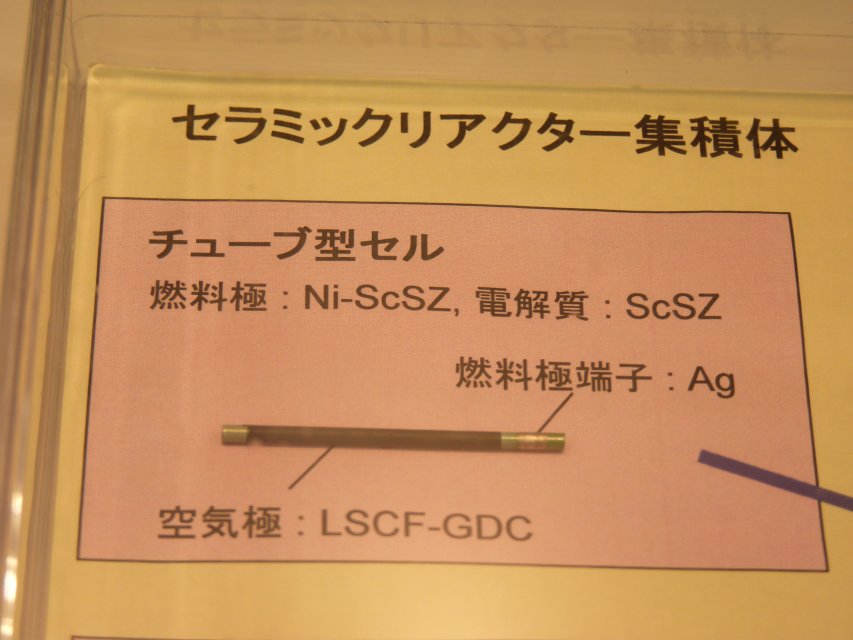 セラミックリアクター集積体
チューブ型セル
燃料極：Ni-ScSZ, 電解質：ScSZ
燃料極端子：Ag
空気極：LSCF-GDC